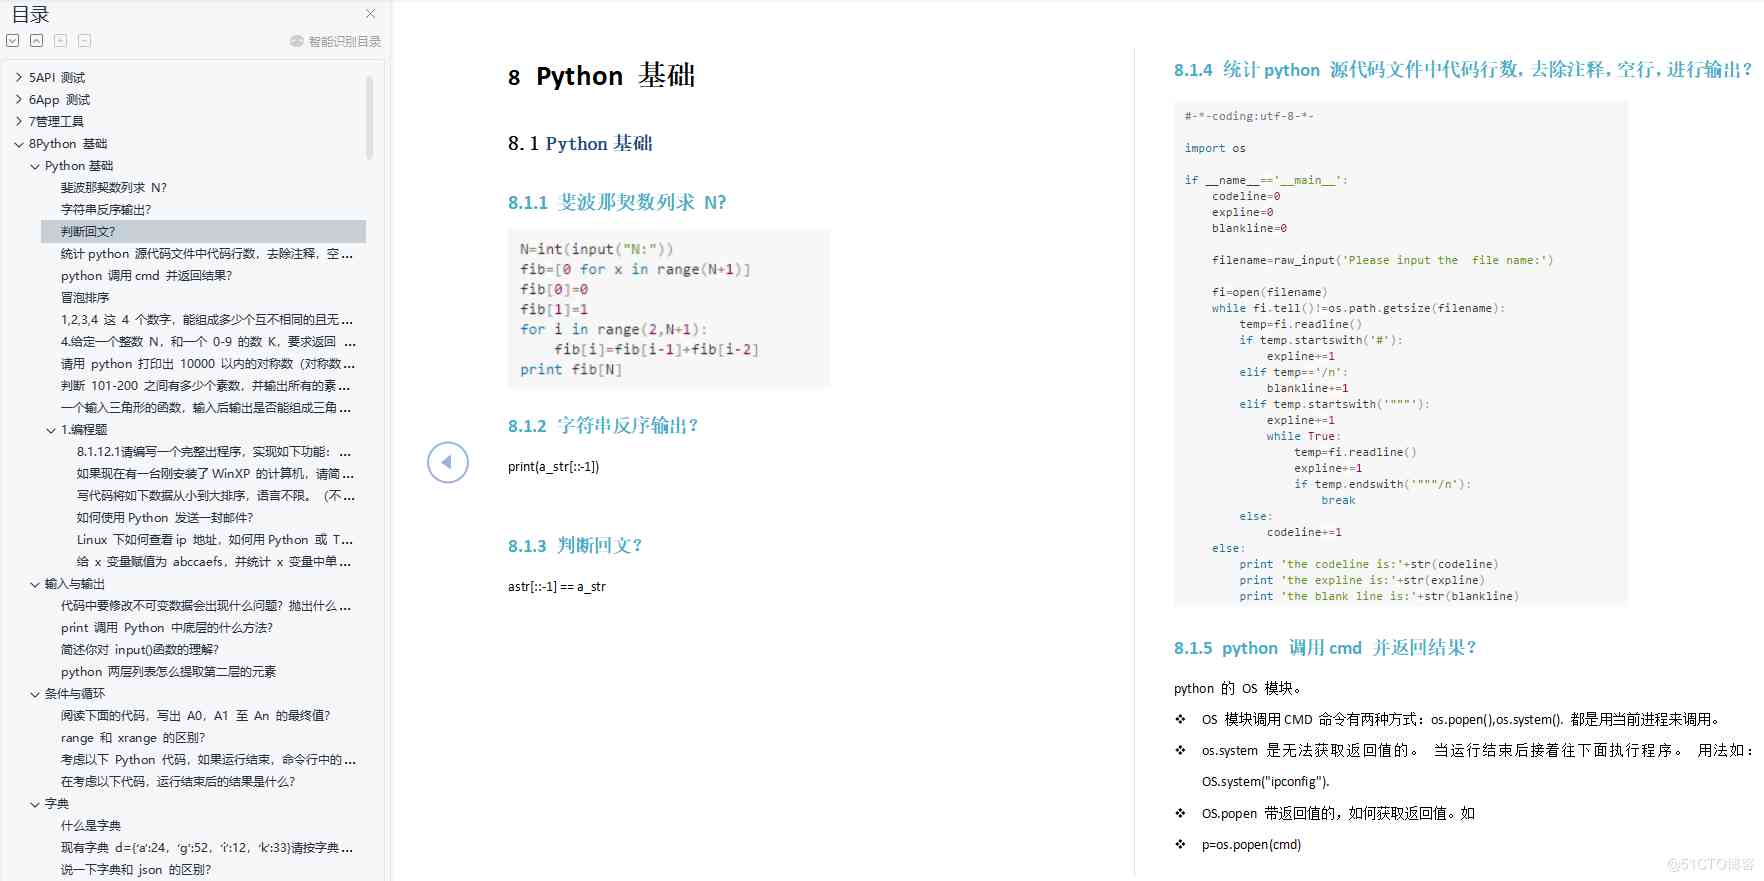 目录
智能识别目录
5API 测试
6App 测试
7管理工具
8Python 基础
Python 基础
斐波那契数列求 N?
字符串反序输出?
判断回文?
统计 python 源代码文件中代码行数，去除注释，空 ...
python 调用 cmd 并返回结果?
冒泡排序
1,2,3,4 这 4 个数字，能组成多少个互不相同的且无 ...
4.给定一个整数 N，和一个 0-9 的数 K，要求返回 ...
请用 python 打印出 10000 以内的对称数（对称数 ...
判断 101-200 之间有多少个素数，并输出所有的素 ...
一个输入三角形的函数，输入后输出是否能组成三角 ...
1.编程题
8.1.12.1请编写一个完整出程序，实现如下功能： ...
如果现在有一台刚安装了WinXP 的计算机，请简 ...
写代码将如下数据从小到大排序，语言不限。（不 ...
如何使用Python 发送一封邮件?
Linux 下如何查看ip 地址，如何用Python 或 T...
给 x 变量赋值为 abccaefs，并统计 x 变量中单 ...
输入与输出
代码中要修改不可变数据会出现什么问题？抛出什么 ...
print 调用 Python 中底层的什么方法?
简述你对 input()函数的理解?
python 两层列表怎么提取第二层的元素
条件与循环
阅读下面的代码，写出 A0，A1 至 An 的最终值?
range 和 xrange 的区别?
考虑以下 Python 代码，如果运行结束，命令行中的 ...
在考虑以下代码，运行结束后的结果是什么?
字典
什么是字典
现有字典 d={'a':24，'g':52，'i':12，'k':33}请按字典 ...
说一下字典和 json 的区别?
8 Python 基础
8.1 Python 基础
8.1.1 斐波那契数列求 N?
N=int(input("N:"))
fib=[0 for x in range(N+1)]
fib[0]=0
fib[1]=1
for i in range(2,N+1):
fib[i]=fib[i-1]+fib[i-2]
print fib[N]
8.1.2 字符串反序输出?
print(a_str[::-1])
8.1.3 判断回文?
astr[::-1] == a_str
8.1.4 统计 python 源代码文件中代码行数，去除注释，空行，进行输出?
#-*-coding:utf-8-*-
import os
if __name__=='__main__':
codeline=0
expline=0
blankline=0
filename=raw_input('Please input the  file name:')
fi=open(filename)
while fi.tell()!=os.path.getsize(filename):
temp=fi.readline()
if temp.startswith('#'):
expline+=1
elif temp=='/n':
blankline+=1
elif temp.startswith('"""'):
expline+=1
while True:
temp=fi.readline()
expline+=1
if temp.endswith('"""/n'):
break
else:
codeline+=1
else:
print 'the codeline is:'+str(codeline)
print 'the expline is:'+str(expline)
print 'the blank line is:'+str(blankline)
8.1.5 python 调用 cmd 并返回结果?
python 的 OS 模块。
❖ OS 模块调用 CMD 命令有两种方式：os.popen(),os.system(). 都是用当前进程来调用。
❖ os.system 是无法获取返回值的。 当运行结束后接着往下面执行程序。 用法如：
OS.system("ipconfig").
❖ OS.popen 带返回值的，如何获取返回值。如
❖ p=os.popen(cmd)
@51CTO博客